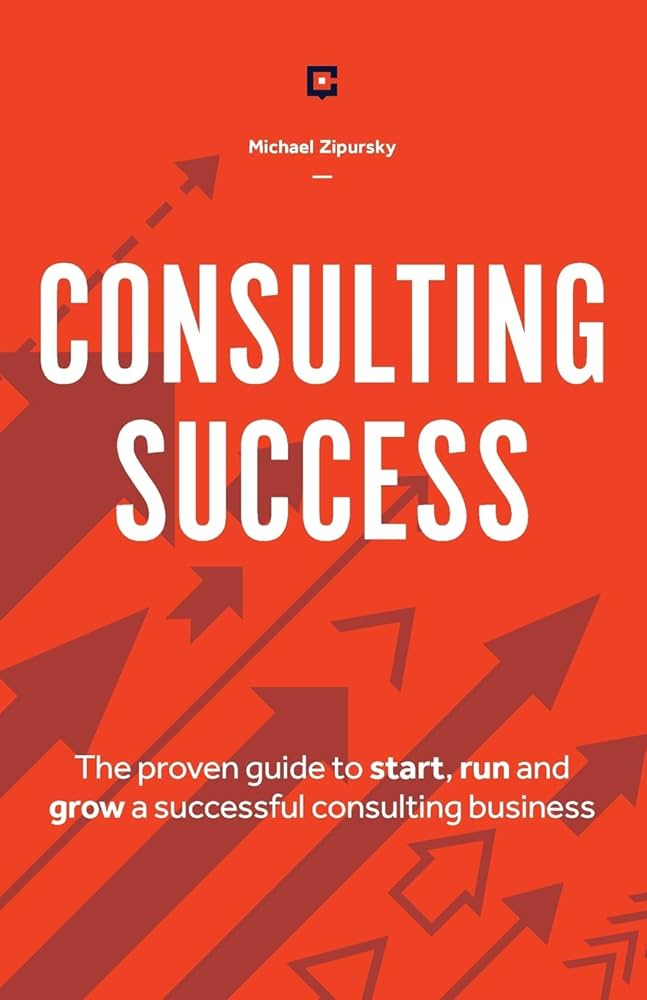 Michael Zipursky
CONSULTING
SUCCESS
The proven guide to start, run and
grow a successful consulting business